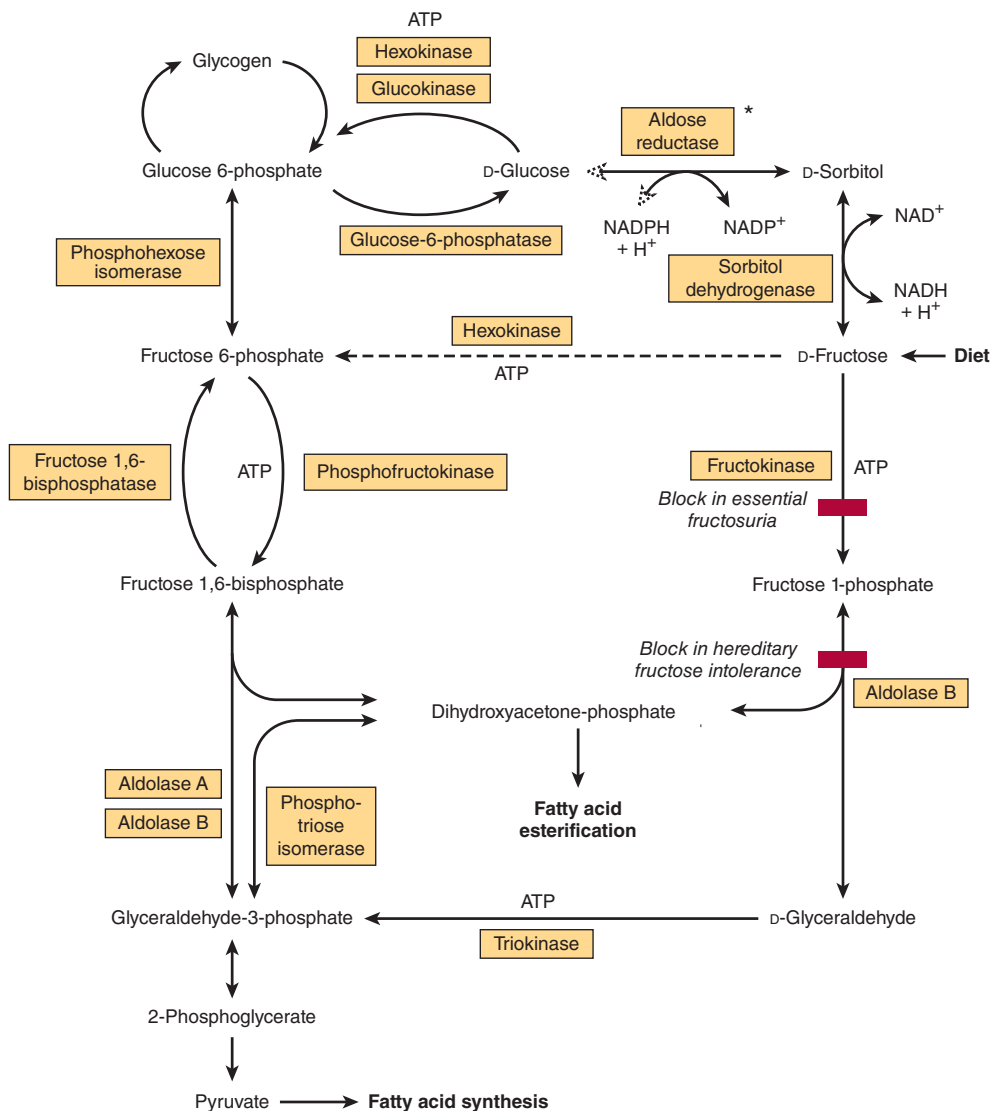 ATP
Hexokinase
Glycogen
Glucokinase
Aldose
reductase
*
Glucose 6-phosphate
D-Glucose
D-Sorbitol
NADPH
+ H+
NADP+
NAD+
Glucose-6-phosphatase
Phosphohexose
isomerase
Sorbitol
dehydrogenase
NADH
+ H+
Hexokinase
Fructose 6-phosphate
ATP
D-Fructose
Diet
Fructose 1,6-
bisphosphatase
ATP
Phosphofructokinase
Fructokinase
ATP
Block in essential
fructosuria
Fructose 1,6-bisphosphate
Fructose 1-phosphate
Block in hereditary
fructose intolerance
Aldolase B
Dihydroxyacetone-phosphate
Aldolase A
Aldolase B
Phospho-
triose
isomerase
Fatty acid
esterification
Glyceraldehyde-3-phosphate
ATP
Triokinase
D-Glyceraldehyde
2-Phosphoglycerate
Pyruvate
Fatty acid synthesis